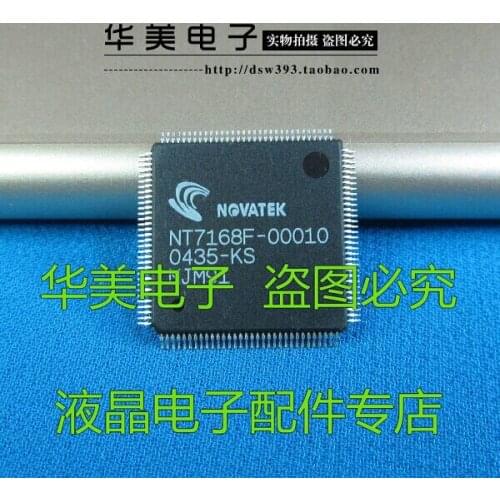 华美电子 实物拍摄 盗图必究
http://dsw393.taobao.com
NOVATEK
NT7168F-00010
0435-KS
华美电子 盗图必究
液晶电子配件专店